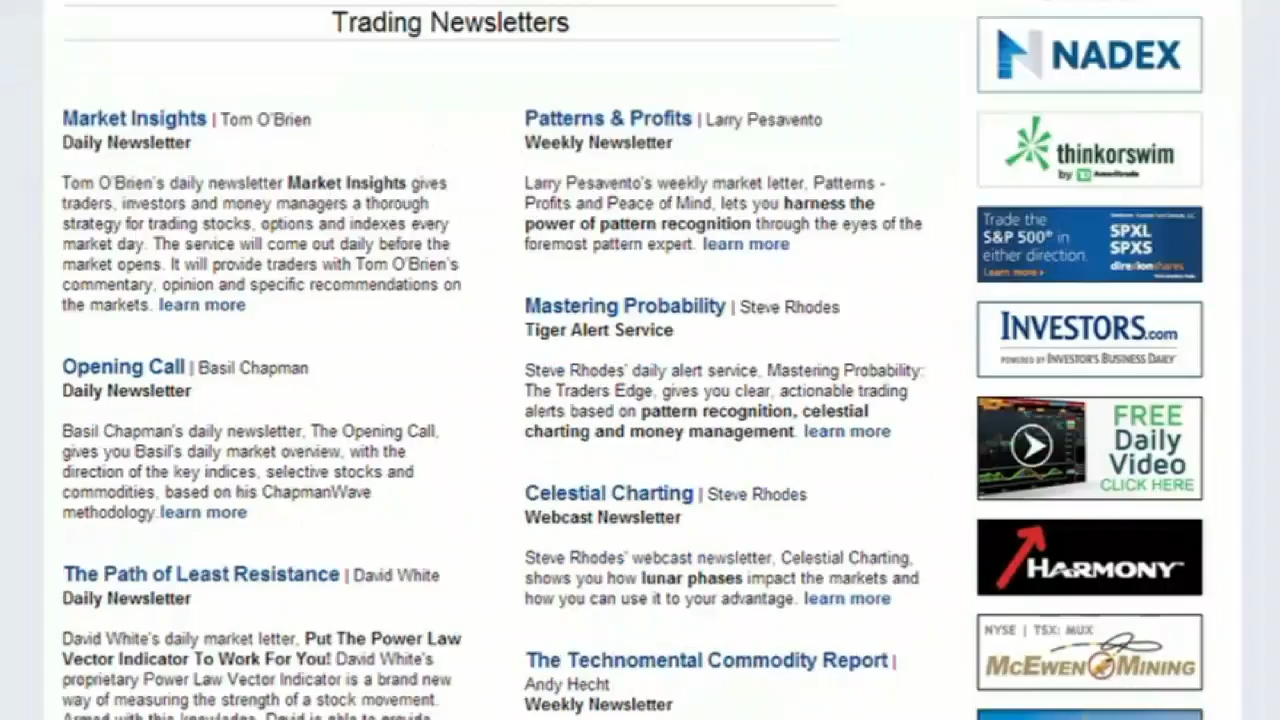 Trading Newsletters
Market Insights | Tom O'Brien
Daily Newsletter
Tom O'Brien's daily newsletter Market Insights gives
traders, investors and money managers a thorough
strategy for trading stocks, options and indexes every
market day. The service will come out daily before the
market opens. It will provide traders with Tom O'Brien's
commentary, opinion and specific recommendations on
the markets. learn more
Opening Call | Basil Chapman
Daily Newsletter
Basil Chapman's daily newsletter, The Opening Call,
gives you Basil's daily market overview, with the
direction of the key indices, selective stocks and
commodities, based on his ChapmanWave
methodology.learn more
The Path of Least Resistance | David White
Daily Newsletter
David White's daily market letter, Put The Power Law
Vector Indicator To Work For You! David White's
proprietary Power Law Vector Indicator is a brand new
way of measuring the strength of a stock movement.
Patterns & Profits | Larry Pesavento
Weekly Newsletter
Larry Pesavento's weekly market letter, Patterns -
Profits and Peace of Mind, lets you harness the
power of pattern recognition through the eyes of the
foremost pattern expert. learn more
Mastering Probability | Steve Rhodes
Tiger Alert Service
Steve Rhodes' daily alert service, Mastering Probability:
The Traders Edge, gives you clear, actionable trading
alerts based on pattern recognition, celestial
charting and money management. learn more
Celestial Charting | Steve Rhodes
Webcast Newsletter
Steve Rhodes' webcast newsletter, Celestial Charting,
shows you how lunar phases impact the markets and
how you can use it to your advantage. learn more
The Technomental Commodity Report |
Andy Hecht
Weekly Newsletter
NADEX
thinkorswim
by TD Ameritrade
Trade the
S&P 500® in
either direction.
Learn more
SPXL
SPXS
direxionshares
INVESTORS.com
POWERED BY INVESTOR'S BUSINESS DAILY
FREE
Daily
Video
CLICK HERE
HARMONY
NYSE | TSX: MUX
MCEWEN MINING